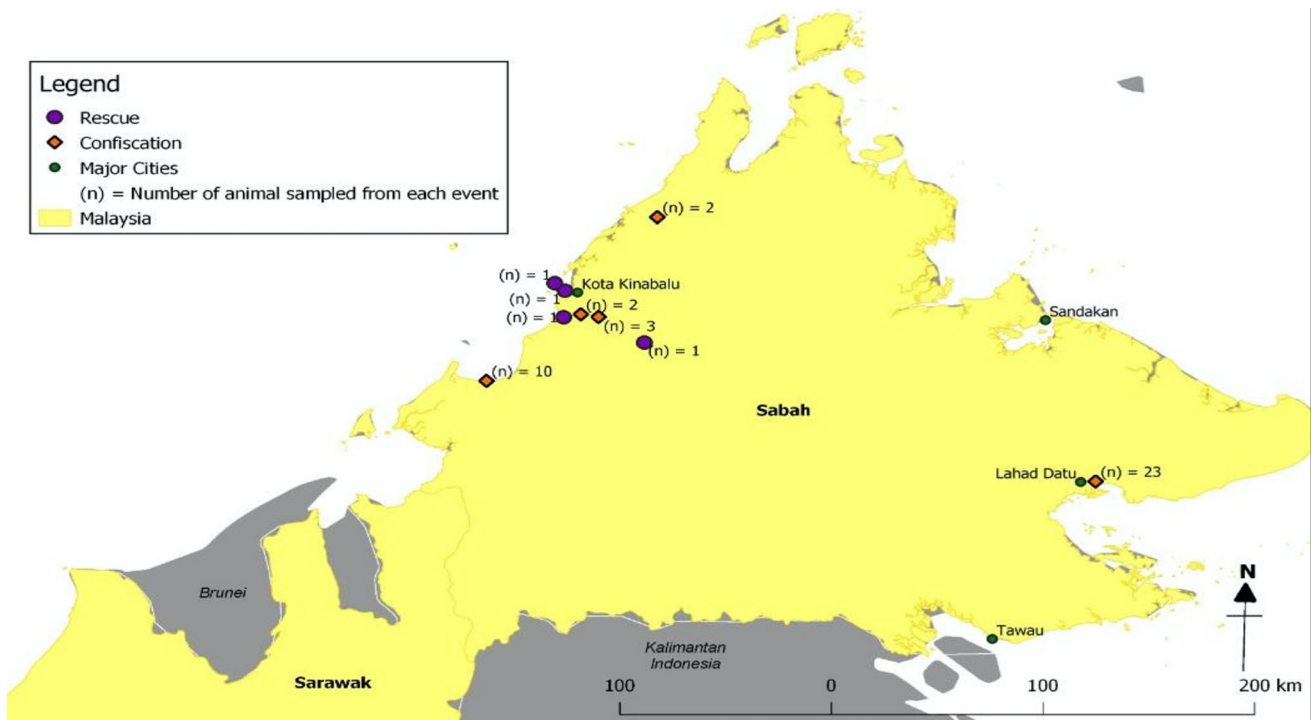 Legend
Rescue
Confiscation
Major Cities
(n) = Number of animal sampled from each event
Malaysia
(n) = 2
(n) = 1
Kota Kinabalu
(n) = 1
(n) = 2
(n) = 1
(n) = 3
(n) = 1
(n) = 10
Sandakan
Sabah
Lahad Datu
(n) = 23
Brunei
N
Tawau
Kalimantan
Indonesia
Sarawak
100 0 100 200 km